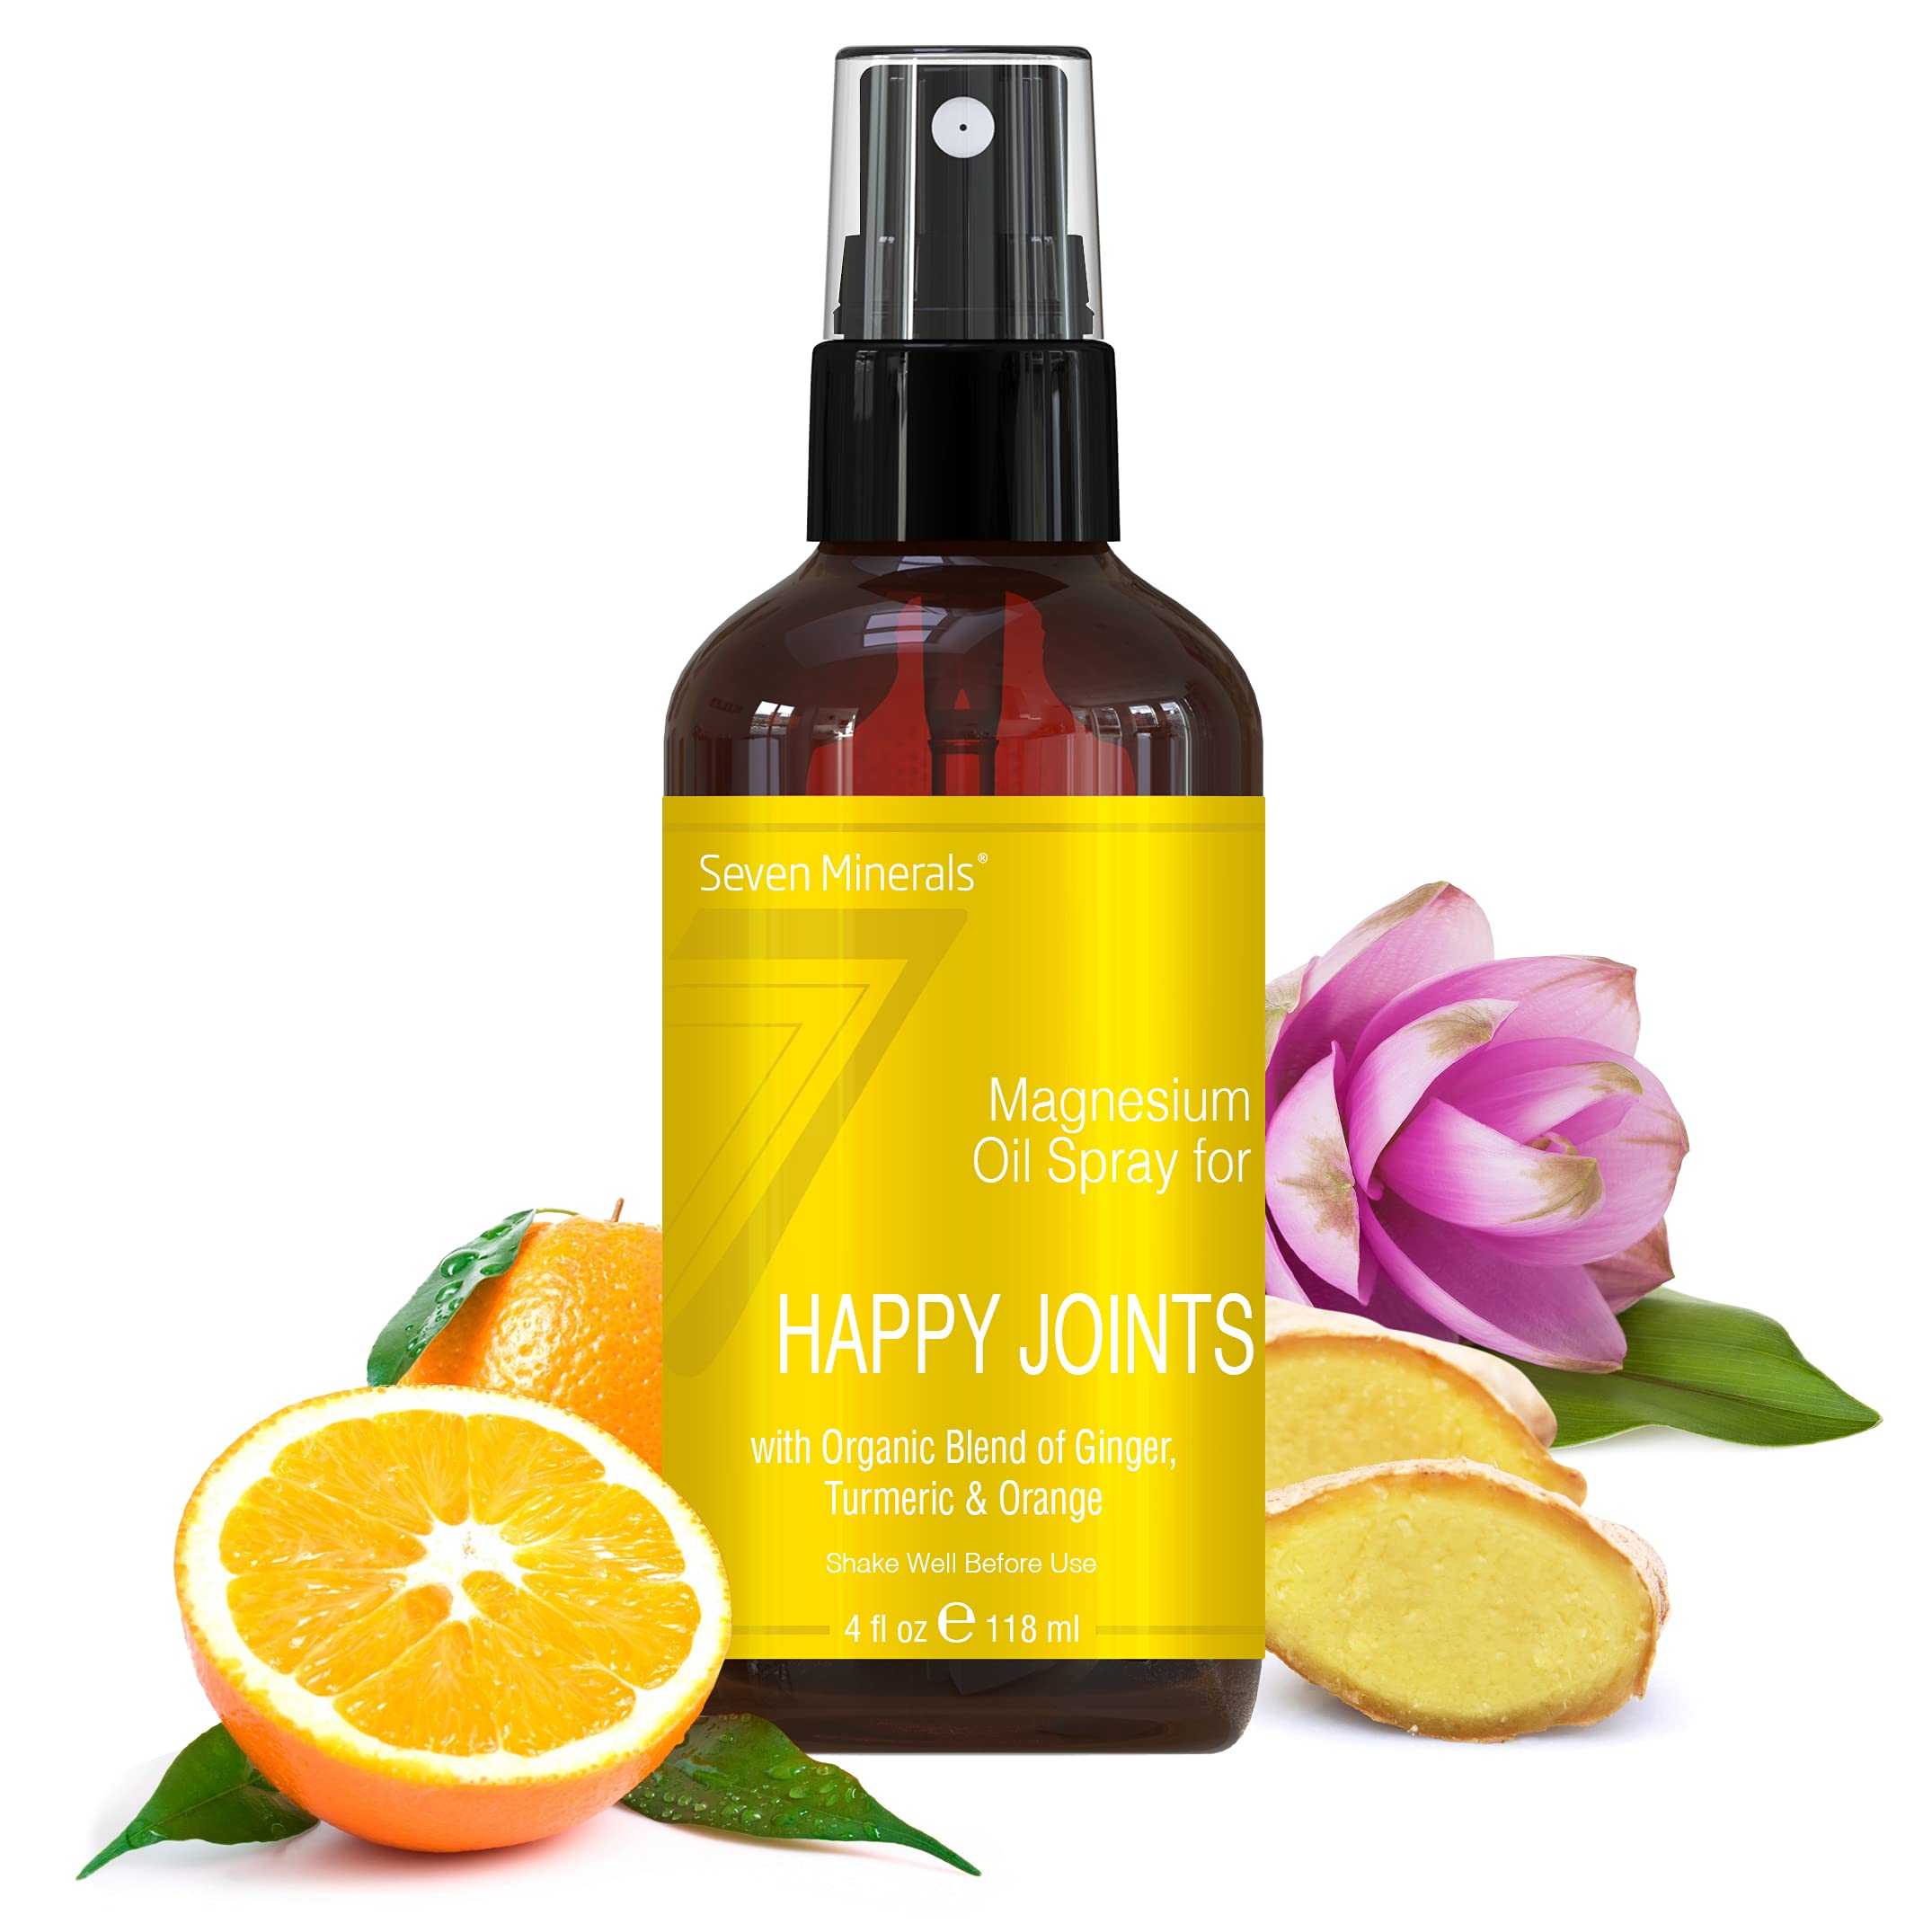 Seven Minerals®
7
Magnesium
Oil Spray for
HAPPY JOINTS
with Organic Blend of Ginger,
Turmeric & Orange
Shake Well Before Use
4 fl oz ℮ 118 ml